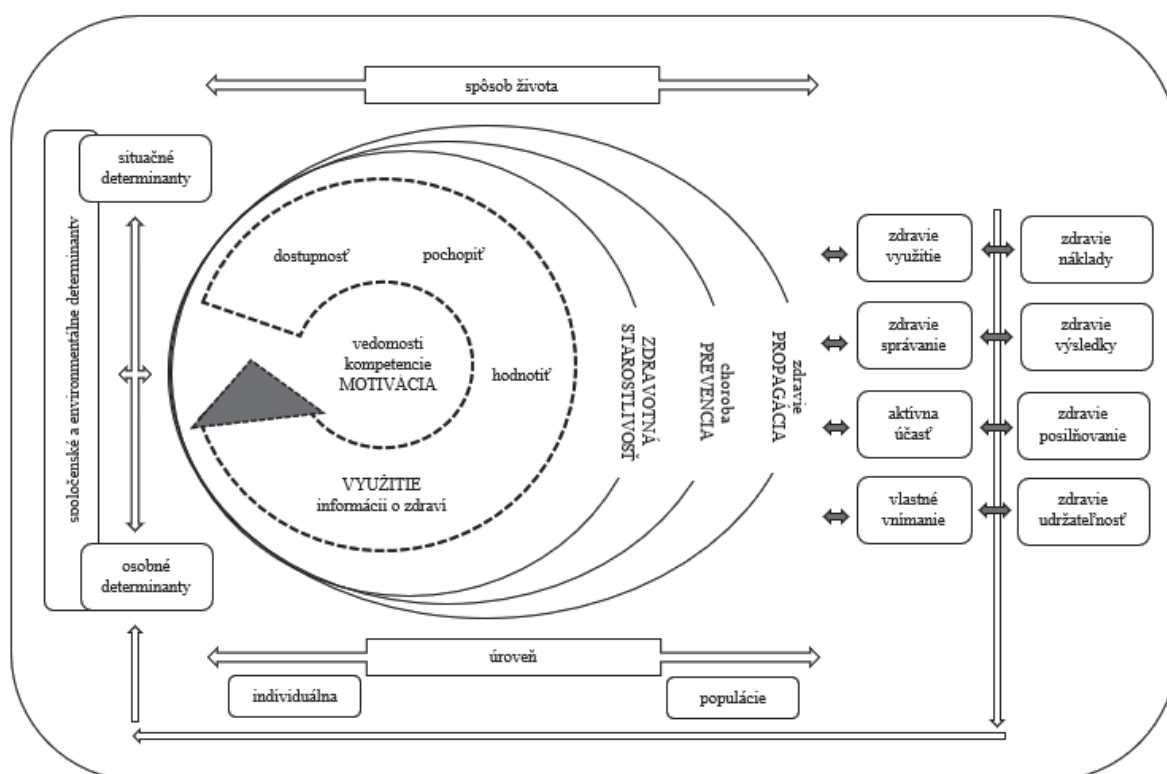 spôsob života
situačné
determinanty
spoločenské a environmentálne determinanty
osobné
determinanty
dostupnosť
pochopiť
hodnotiť
vedomosti
kompetencie
MOTIVÁCIA
VYUŽITIE
informácii o zdraví
ZDRAVOTNÁ
STAROSTLIVOSŤ
choroba
PREVENCIA
zdravie
PROPAGÁCIA
zdravie
využitie
zdravie
náklady
zdravie
správanie
zdravie
výsledky
aktívna
účasť
zdravie
posilňovanie
vlastné
vnímanie
zdravie
udržateľnosť
úroveň
individuálna
populácie